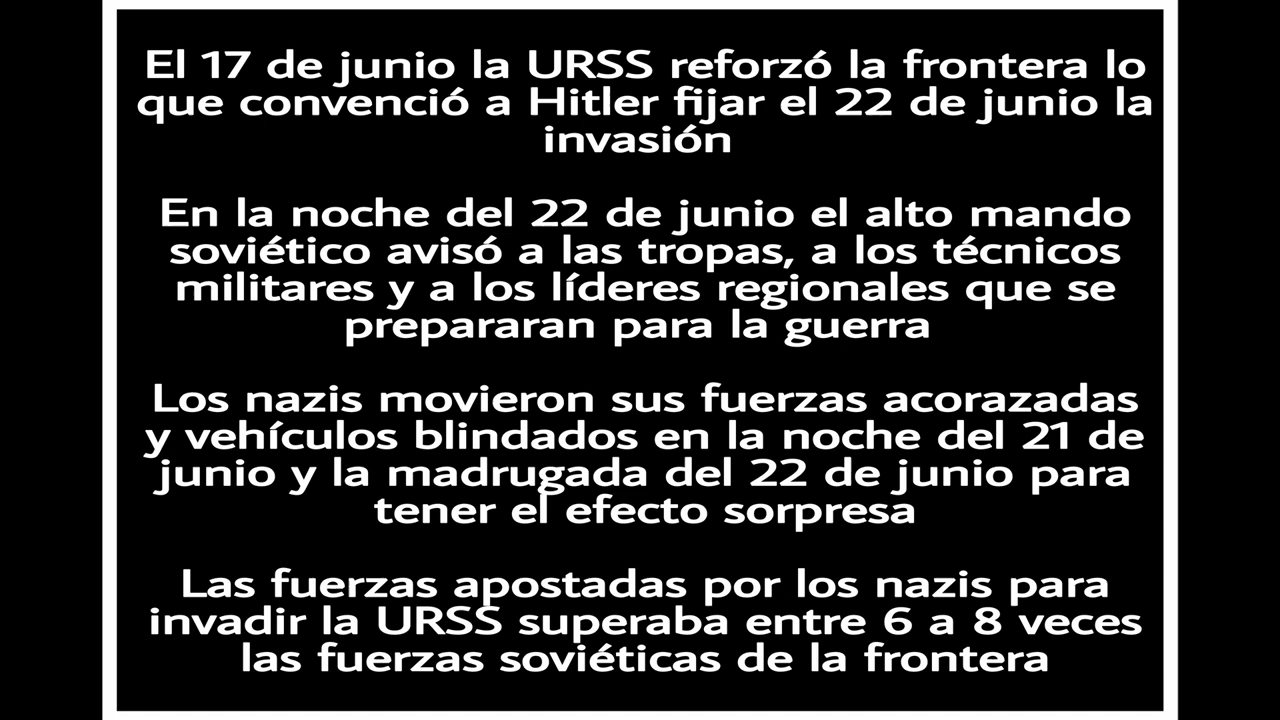 El 17 de junio la URSS reforzó la frontera lo
que convenció a Hitler fijar el 22 de junio la
invasión
En la noche del 22 de junio el alto mando
soviético avisó a las tropas, a los técnicos
militares y a los líderes regionales que se
prepararan para la guerra
Los nazis movieron sus fuerzas acorazadas
y vehículos blindados en la noche del 21 de
junio y la madrugada del 22 de junio para
tener el efecto sorpresa
Las fuerzas apostadas por los nazis para
invadir la URSS superaba entre 6 a 8 veces
las fuerzas soviéticas de la frontera